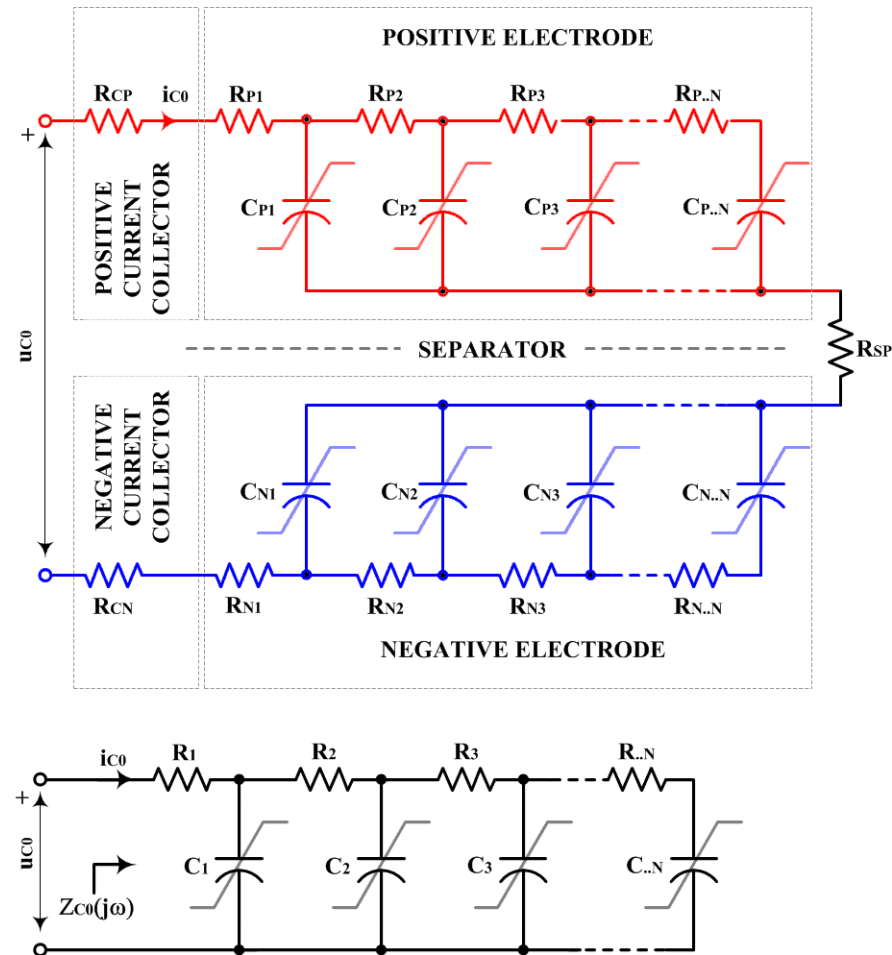 POSITIVE ELECTRODE
RCP
iC0
RP1
RP2
RP3
RP..N
+
CP1
CP2
CP3
CP..N
POSITIVE
CURRENT
COLLECTOR
uC0
SEPARATOR
RSP
NEGATIVE
CURRENT
COLLECTOR
CN1
CN2
CN3
CN..N
RCN
RN1
RN2
RN3
RN..N
NEGATIVE ELECTRODE
iC0
R1
R2
R3
R..N
+
uC0
C1
C2
C3
C..N
ZC0(jω)